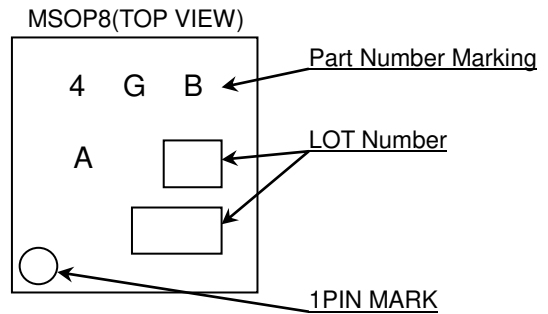 MSOP8(TOP VIEW)
4 G B
Part Number Marking
A
LOT Number
1PIN MARK